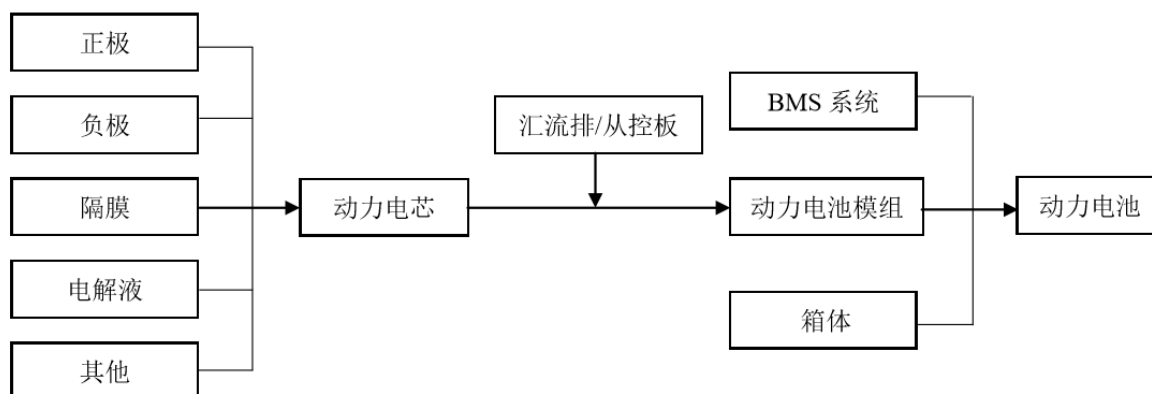 正极
负极
隔膜
电解液
其他
动力电芯
汇流排/从控板
BMS 系统
动力电池模组
箱体
动力电池